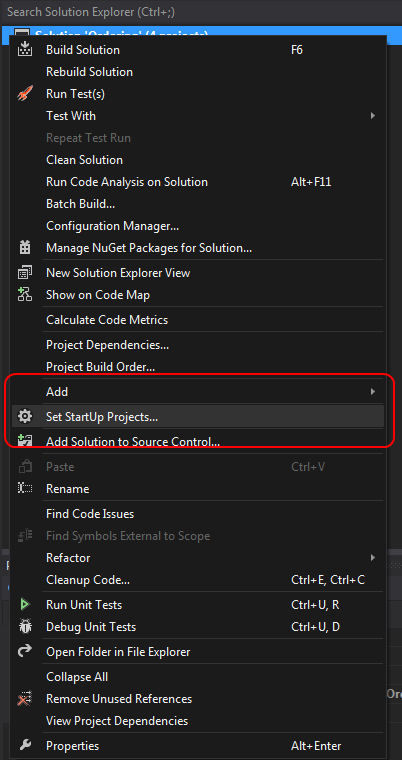 Search Solution Explorer (Ctrl+;)
Solution 'Ordering' (4 projects)
Build Solution F6
Rebuild Solution
Run Test(s)
Test With
Repeat Test Run
Clean Solution
Run Code Analysis on Solution Alt+F11
Batch Build...
Configuration Manager...
Manage NuGet Packages for Solution...
New Solution Explorer View
Show on Code Map
Calculate Code Metrics
Project Dependencies...
Project Build Order...
Add
Set StartUp Projects...
Add Solution to Source Control...
Paste Ctrl+V
Rename
Find Code Issues
Find Symbols External to Scope
Refactor
Cleanup Code... Ctrl+E, Ctrl+C
Run Unit Tests Ctrl+U, R
Debug Unit Tests Ctrl+U, D
Open Folder in File Explorer
Collapse All
Remove Unused References
Ord
View Project Dependencies
Properties Alt+Enter